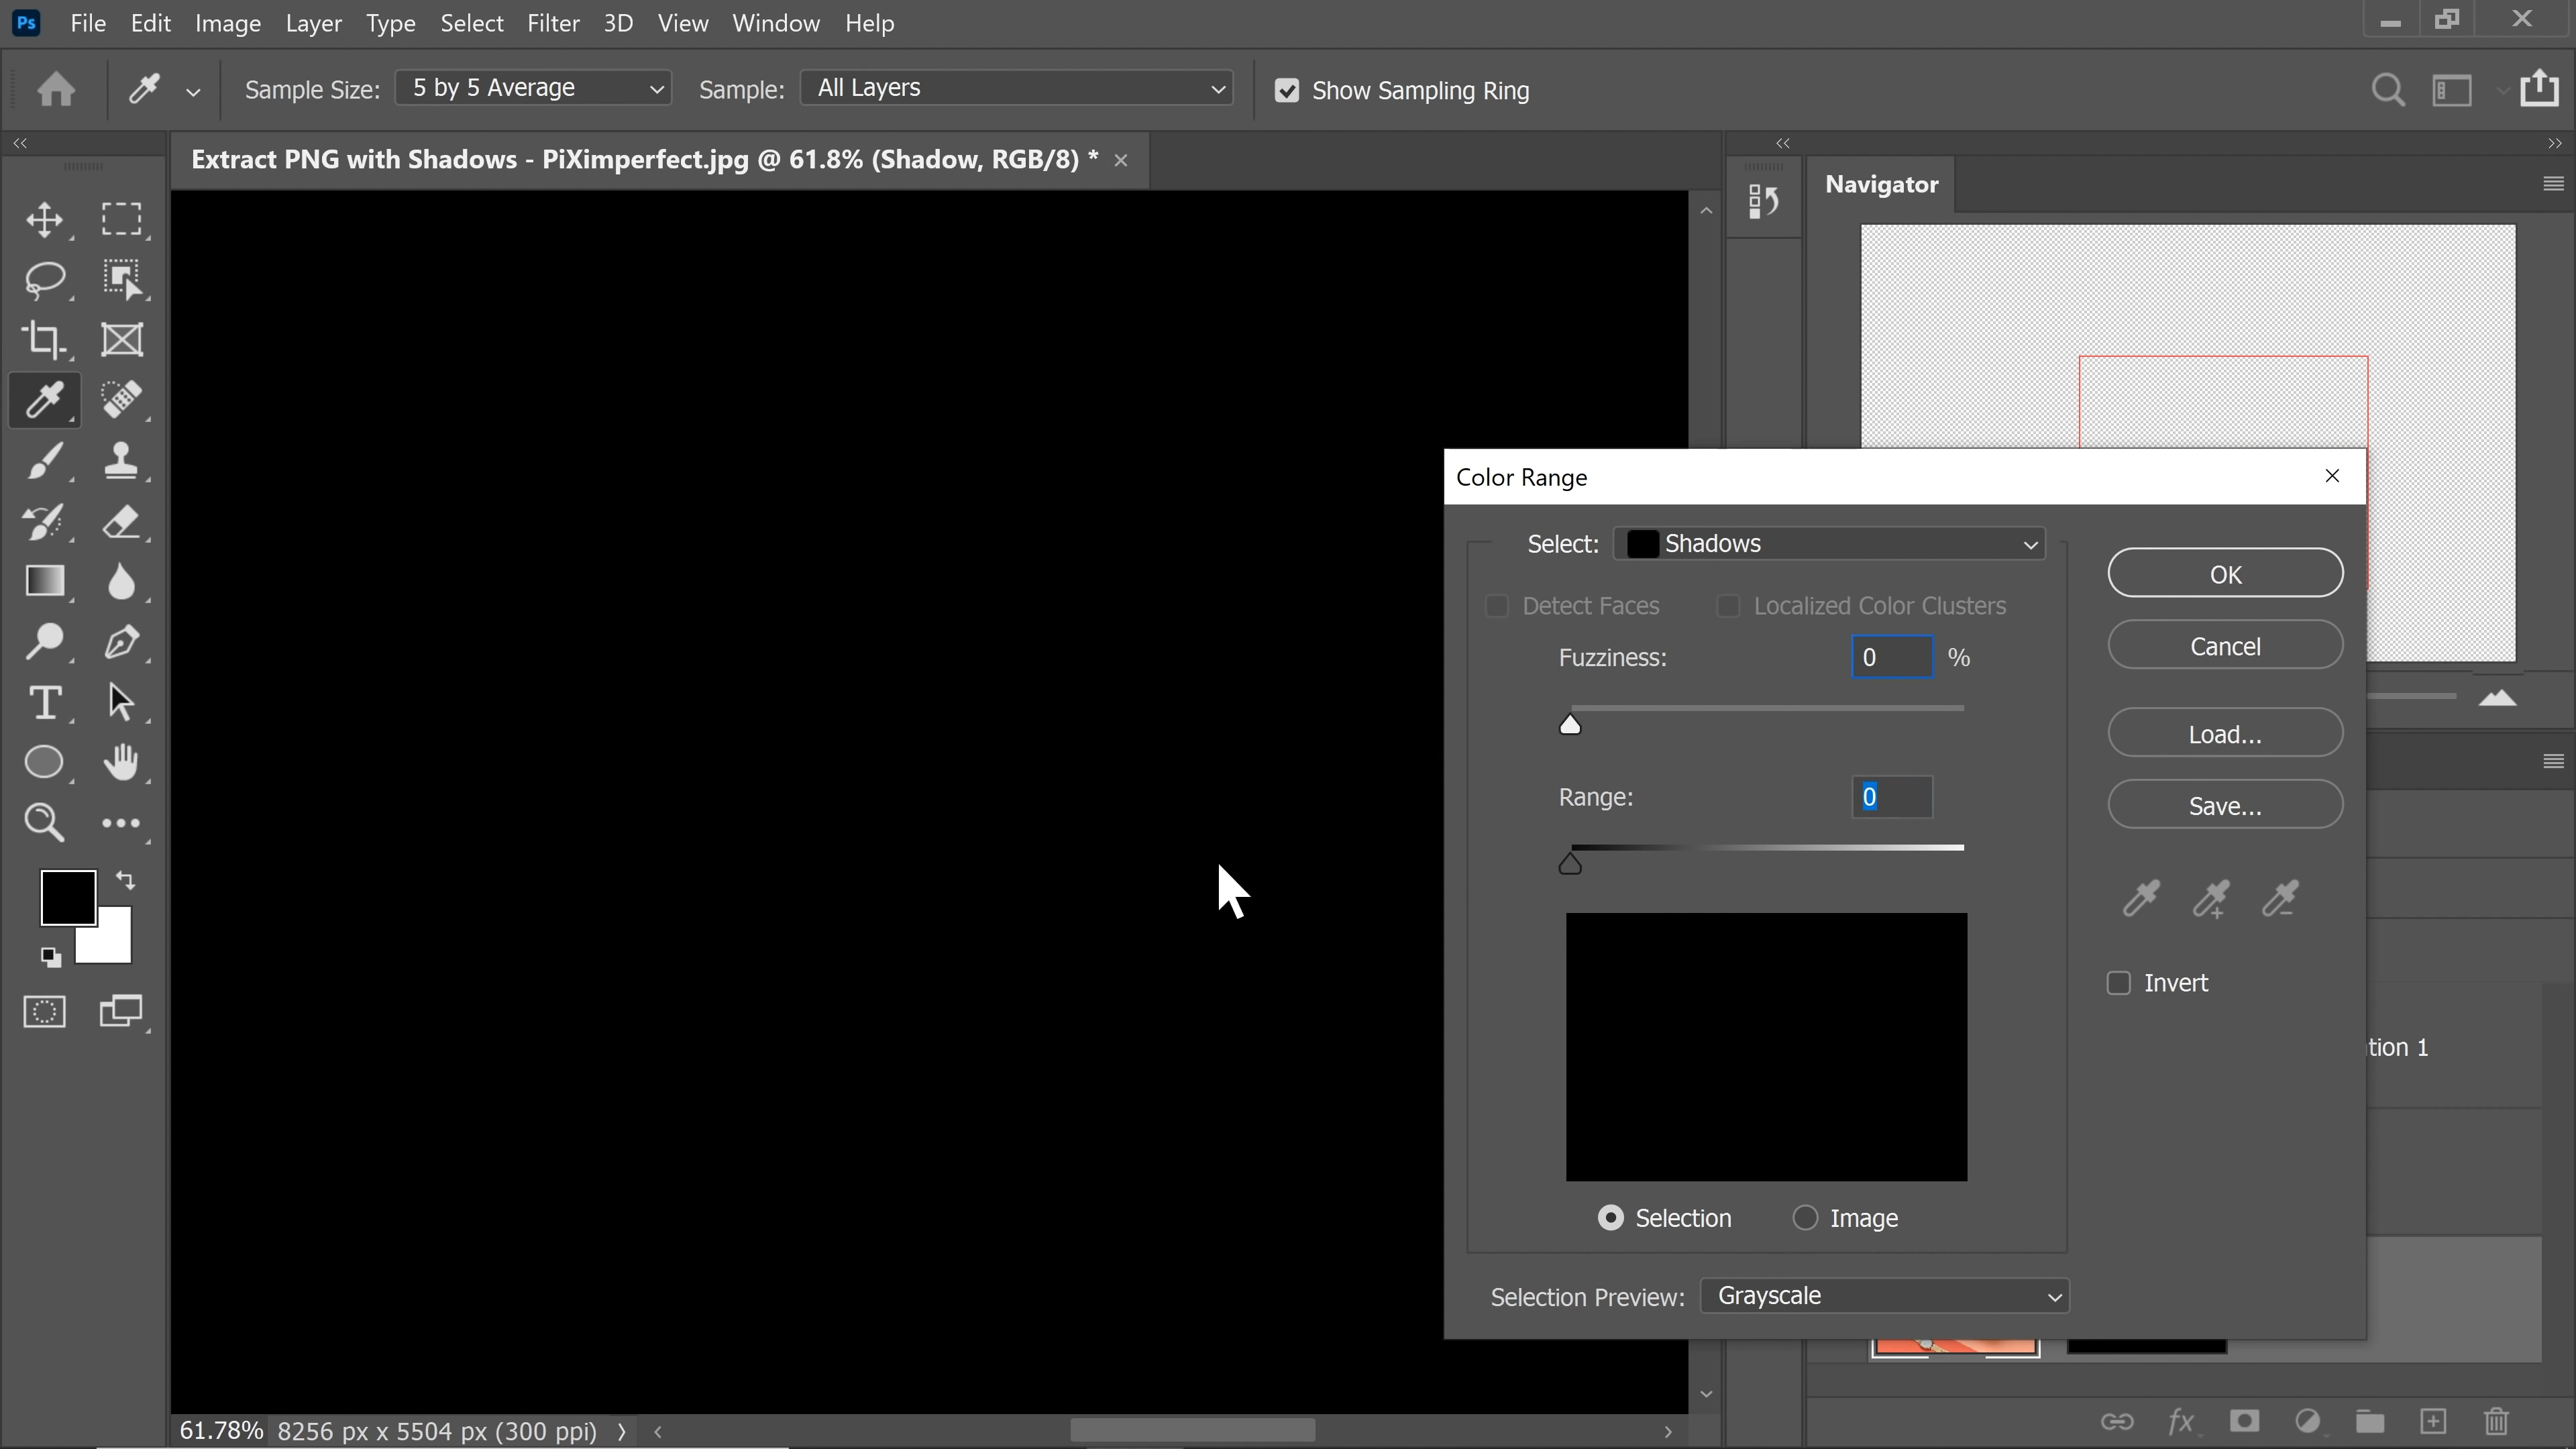 Ps File Edit Image Layer Type Select Filter 3D View Window Help
Sample Size: 5 by 5 Average Sample: All Layers Show Sampling Ring
Extract PNG with Shadows - PiXimperfect.jpg @ 61.8% (Shadow, RGB/8) *
Navigator
Color Range
Select: Shadows
OK
Detect Faces Localized Color Clusters
Fuzziness: 0 %
Cancel
Load...
Range: 0
Save...
Invert
tion 1
Selection Image
Selection Preview: Grayscale
61.78% 8256 px x 5504 px (300 ppi)
fx